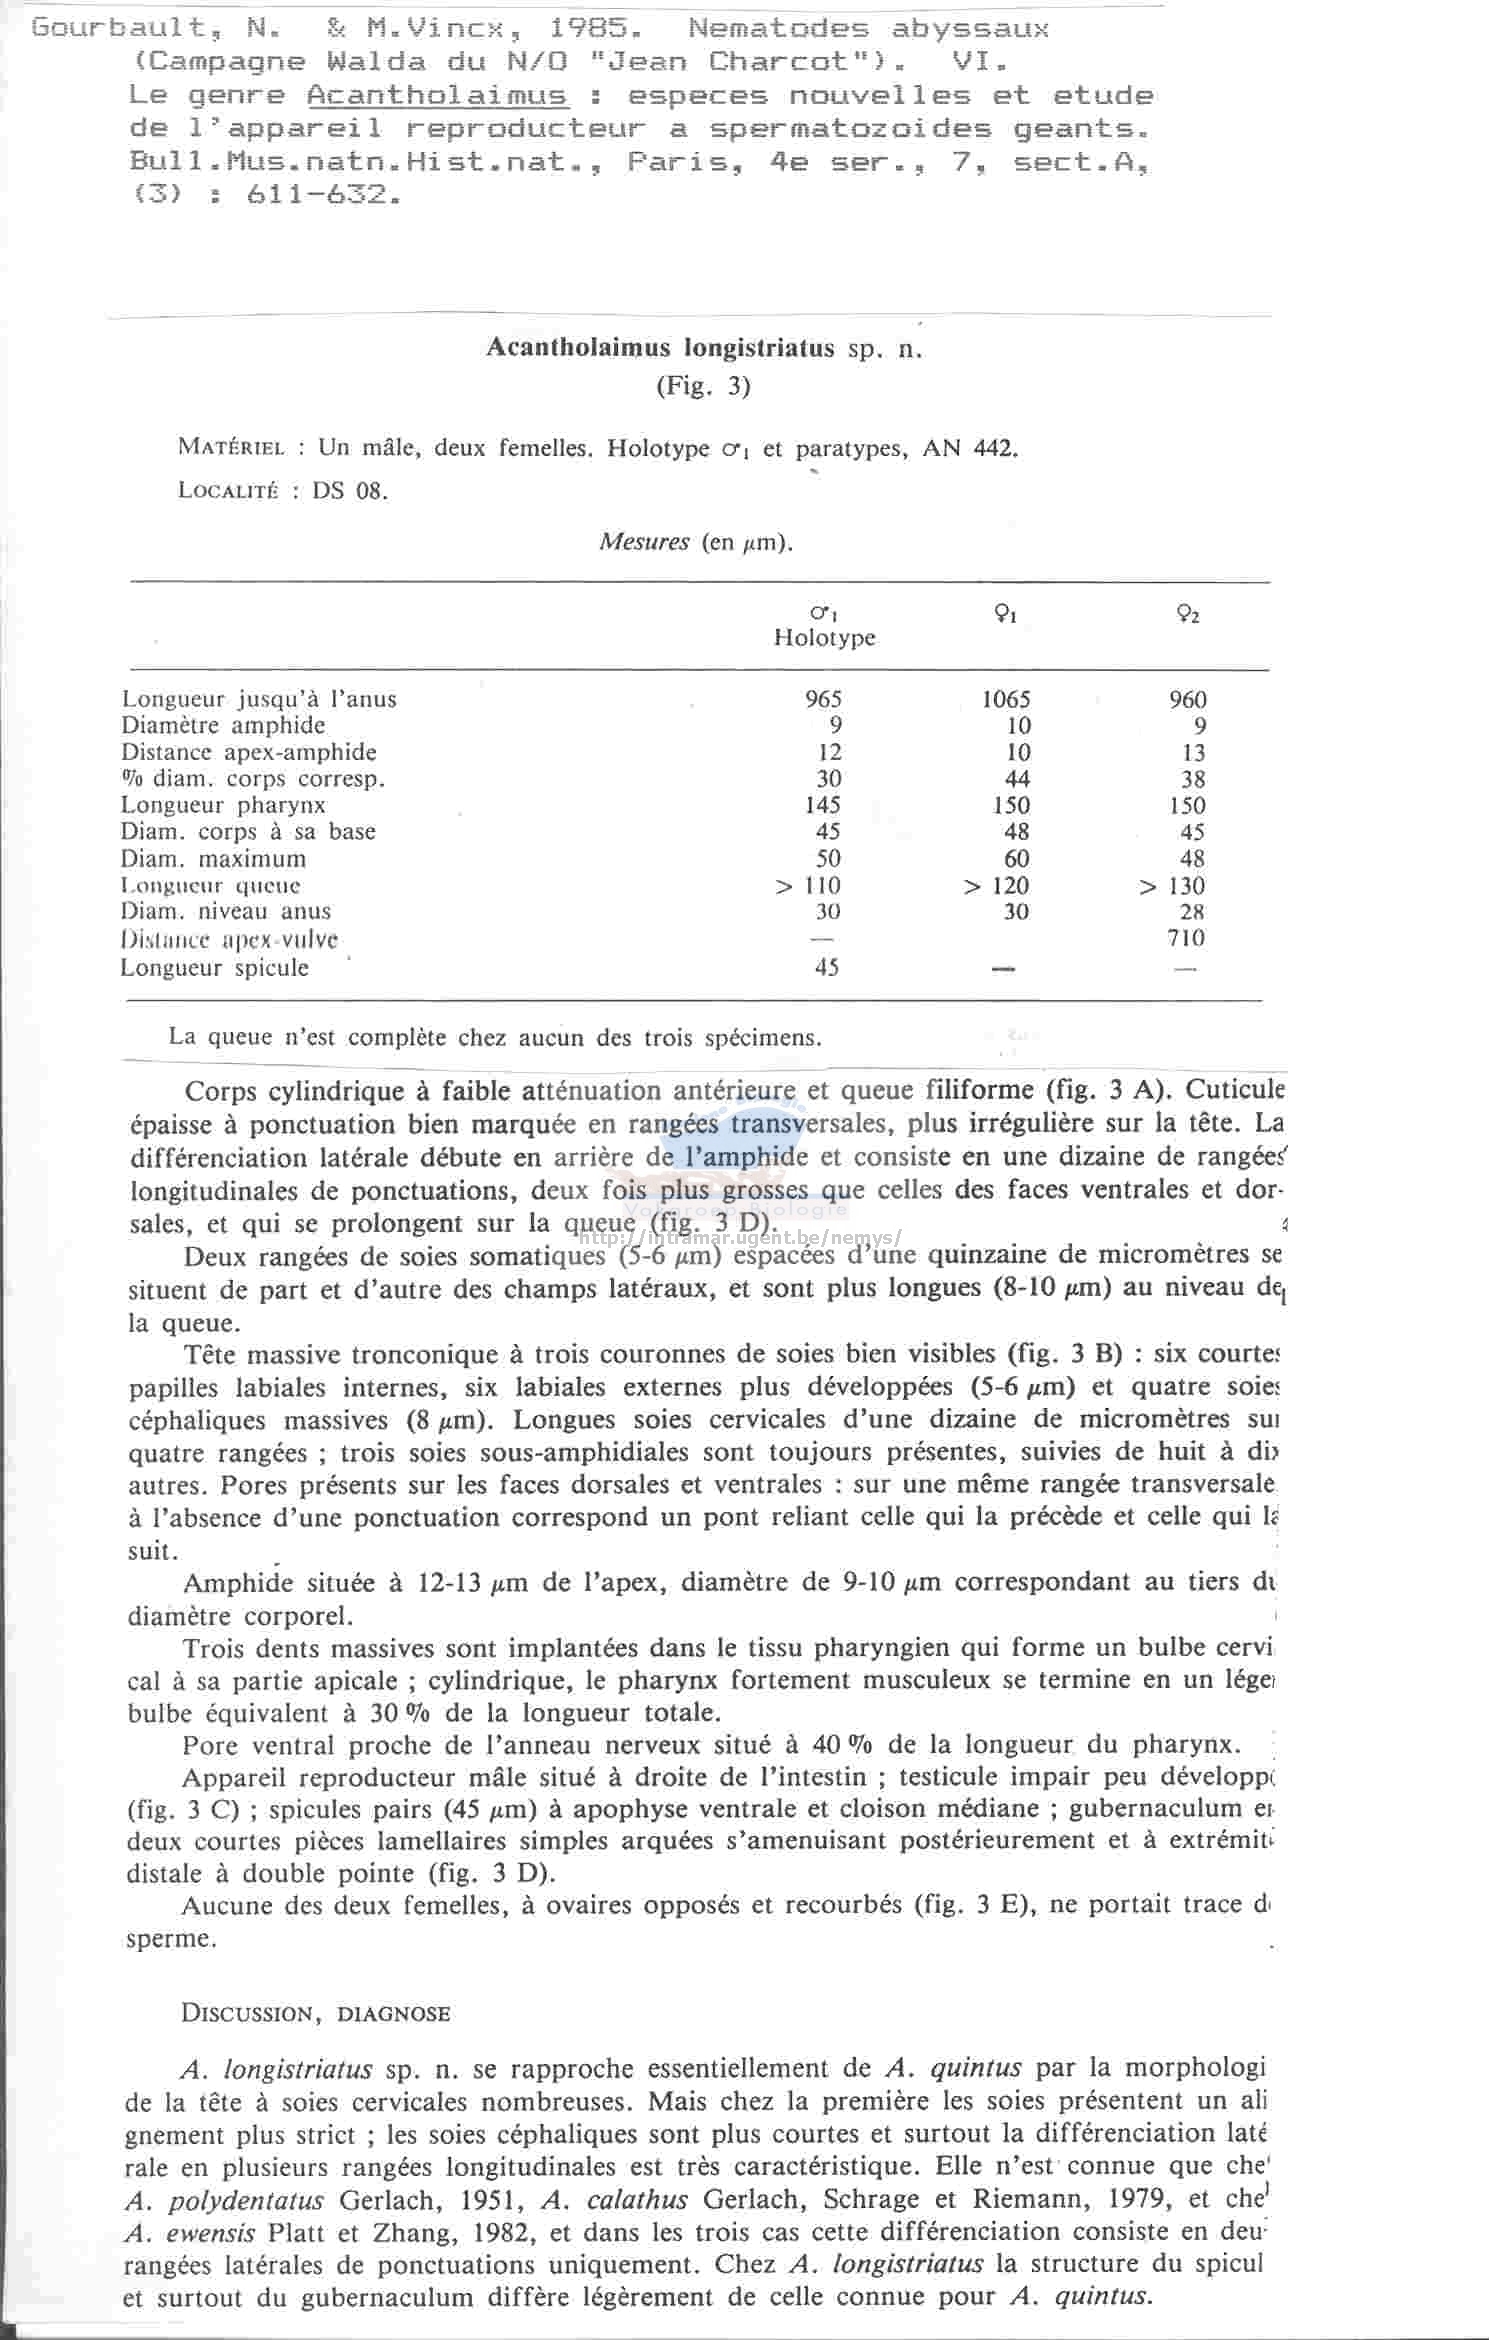 Gourbault, N. & M.Vincx, 1985. Nematodes abyssaux
(Campagne Walda du N/O "Jean Charcot"). VI.
Le genre Acantholaimus : especes nouvelles et etude
de l'appareil reproducteur a spermatozoides geants.
Bull.Mus.natn.Hist.nat., Paris, 4e ser., 7, sect.A,
(3) : 611-632.
Acantholaimus longistriatus sp. n.
(Fig. 3)
MATÉRIEL : Un mâle, deux femelles. Holotype ♂1 et paratypes, AN 442.
LOCALITÉ : DS 08.
Mesures (en µm).
♂1 ♀1 ♀2
Holotype
Longueur jusqu'à l'anus 965 1065 960
Diamètre amphide 9 10 9
Distance apex-amphide 12 10 13
% diam. corps corresp. 30 44 38
Longueur pharynx 145 150 150
Diam. corps à sa base 45 48 45
Diam. maximum 50 60 48
Longueur queue > 110 > 120 > 130
Diam. niveau anus 30 30 28
Distance apex-vulve — 710
Longueur spicule 45 — —
La queue n'est complète chez aucun des trois spécimens.
Corps cylindrique à faible atténuation antérieure et queue filiforme (fig. 3 A). Cuticule
épaisse à ponctuation bien marquée en rangées transversales, plus irrégulière sur la tête. La
différenciation latérale débute en arrière de l'amphide et consiste en une dizaine de rangées
longitudinales de ponctuations, deux fois plus grosses que celles des faces ventrales et dor-
Vakgroep Biologie
sales, et qui se prolongent sur la queue (fig. 3 D).
http://intramar.ugent.be/nemys/
Deux rangées de soies somatiques (5-6 µm) espacées d'une quinzaine de micromètres se
situent de part et d'autre des champs latéraux, et sont plus longues (8-10 µm) au niveau de
la queue.
Tête massive tronconique à trois couronnes de soies bien visibles (fig. 3 B) : six courtes
papilles labiales internes, six labiales externes plus développées (5-6 µm) et quatre soies
céphaliques massives (8 µm). Longues soies cervicales d'une dizaine de micromètres sur
quatre rangées ; trois soies sous-amphidiales sont toujours présentes, suivies de huit à dix
autres. Pores présents sur les faces dorsales et ventrales : sur une même rangée transversale
à l'absence d'une ponctuation correspond un pont reliant celle qui la précède et celle qui la
suit.
Amphide située à 12-13 µm de l'apex, diamètre de 9-10 µm correspondant au tiers du
diamètre corporel.
Trois dents massives sont implantées dans le tissu pharyngien qui forme un bulbe cervi
cal à sa partie apicale ; cylindrique, le pharynx fortement musculeux se termine en un léger
bulbe équivalent à 30 % de la longueur totale.
Pore ventral proche de l'anneau nerveux situé à 40 % de la longueur du pharynx.
Appareil reproducteur mâle situé à droite de l'intestin ; testicule impair peu développé
(fig. 3 C) ; spicules pairs (45 µm) à apophyse ventrale et cloison médiane ; gubernaculum en
deux courtes pièces lamellaires simples arquées s'amenuisant postérieurement et à extrémité
distale à double pointe (fig. 3 D).
Aucune des deux femelles, à ovaires opposés et recourbés (fig. 3 E), ne portait trace de
sperme.
DISCUSSION, DIAGNOSE
A. longistriatus sp. n. se rapproche essentiellement de A. quintus par la morphologi
de la tête à soies cervicales nombreuses. Mais chez la première les soies présentent un ali
gnement plus strict ; les soies céphaliques sont plus courtes et surtout la différenciation laté
rale en plusieurs rangées longitudinales est très caractéristique. Elle n'est connue que che
A. polydentatus Gerlach, 1951, A. calathus Gerlach, Schrage et Riemann, 1979, et che
A. ewensis Platt et Zhang, 1982, et dans les trois cas cette différenciation consiste en deu
rangées latérales de ponctuations uniquement. Chez A. longistriatus la structure du spicul
et surtout du gubernaculum diffère légèrement de celle connue pour A. quintus.